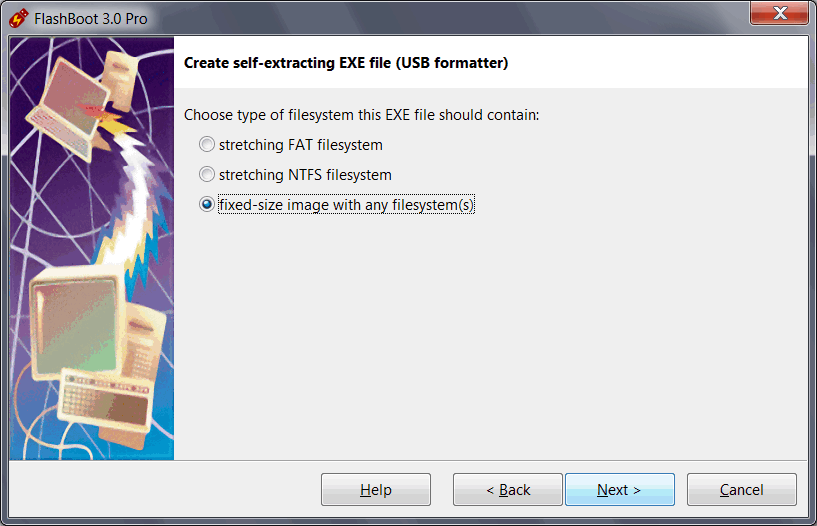 FlashBoot 3.0 Pro
Create self-extracting EXE file (USB formatter)
Choose type of filesystem this EXE file should contain:
stretching FAT filesystem
stretching NTFS filesystem
fixed-size image with any filesystem(s)
Help < Back Next > Cancel